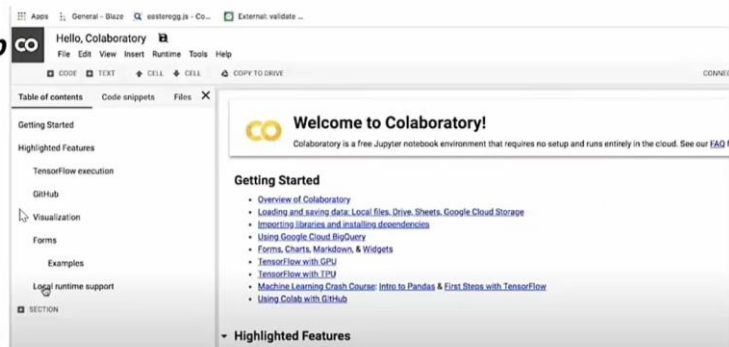 Apps General - Blaze easteregg.js - Co... External: validate ...
CO Hello, Colaboratory
File Edit View Insert Runtime Tools Help
CODE TEXT CELL CELL COPY TO DRIVE CONNEC
Table of contents Code snippets Files X
Getting Started
Highlighted Features
TensorFlow execution
GitHub
Visualization
Forms
Examples
Local runtime support
SECTION
CO Welcome to Colaboratory!
Colaboratory is a free Jupyter notebook environment that requires no setup and runs entirely in the cloud. See our FAQ f
Getting Started
• Overview of Colaboratory
• Loading and saving data: Local files, Drive, Sheets, Google Cloud Storage
• Importing libraries and installing dependencies
• Using Google Cloud BigQuery
• Forms, Charts, Markdown, & Widgets
• TensorFlow with GPU
• TensorFlow with TPU
• Machine Learning Crash Course: Intro to Pandas & First Steps with TensorFlow
• Using Colab with GitHub
Highlighted Features